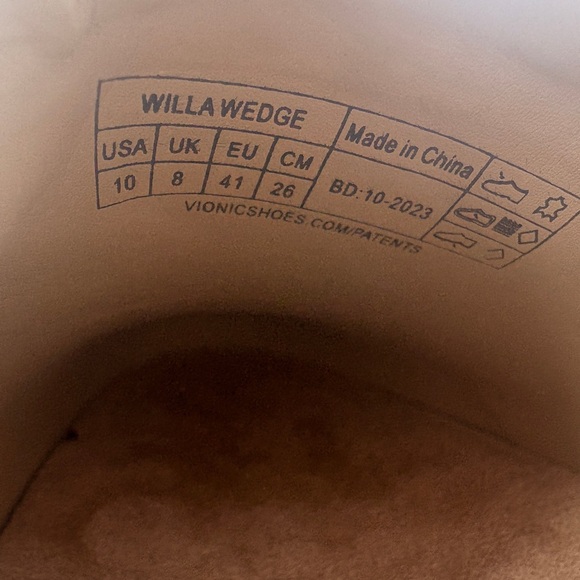 WILLA WEDGE
Made in China
USA UK EU CM
10 8 41 26
BD:10-2023
VIONICSHOES.COM/PATENTS